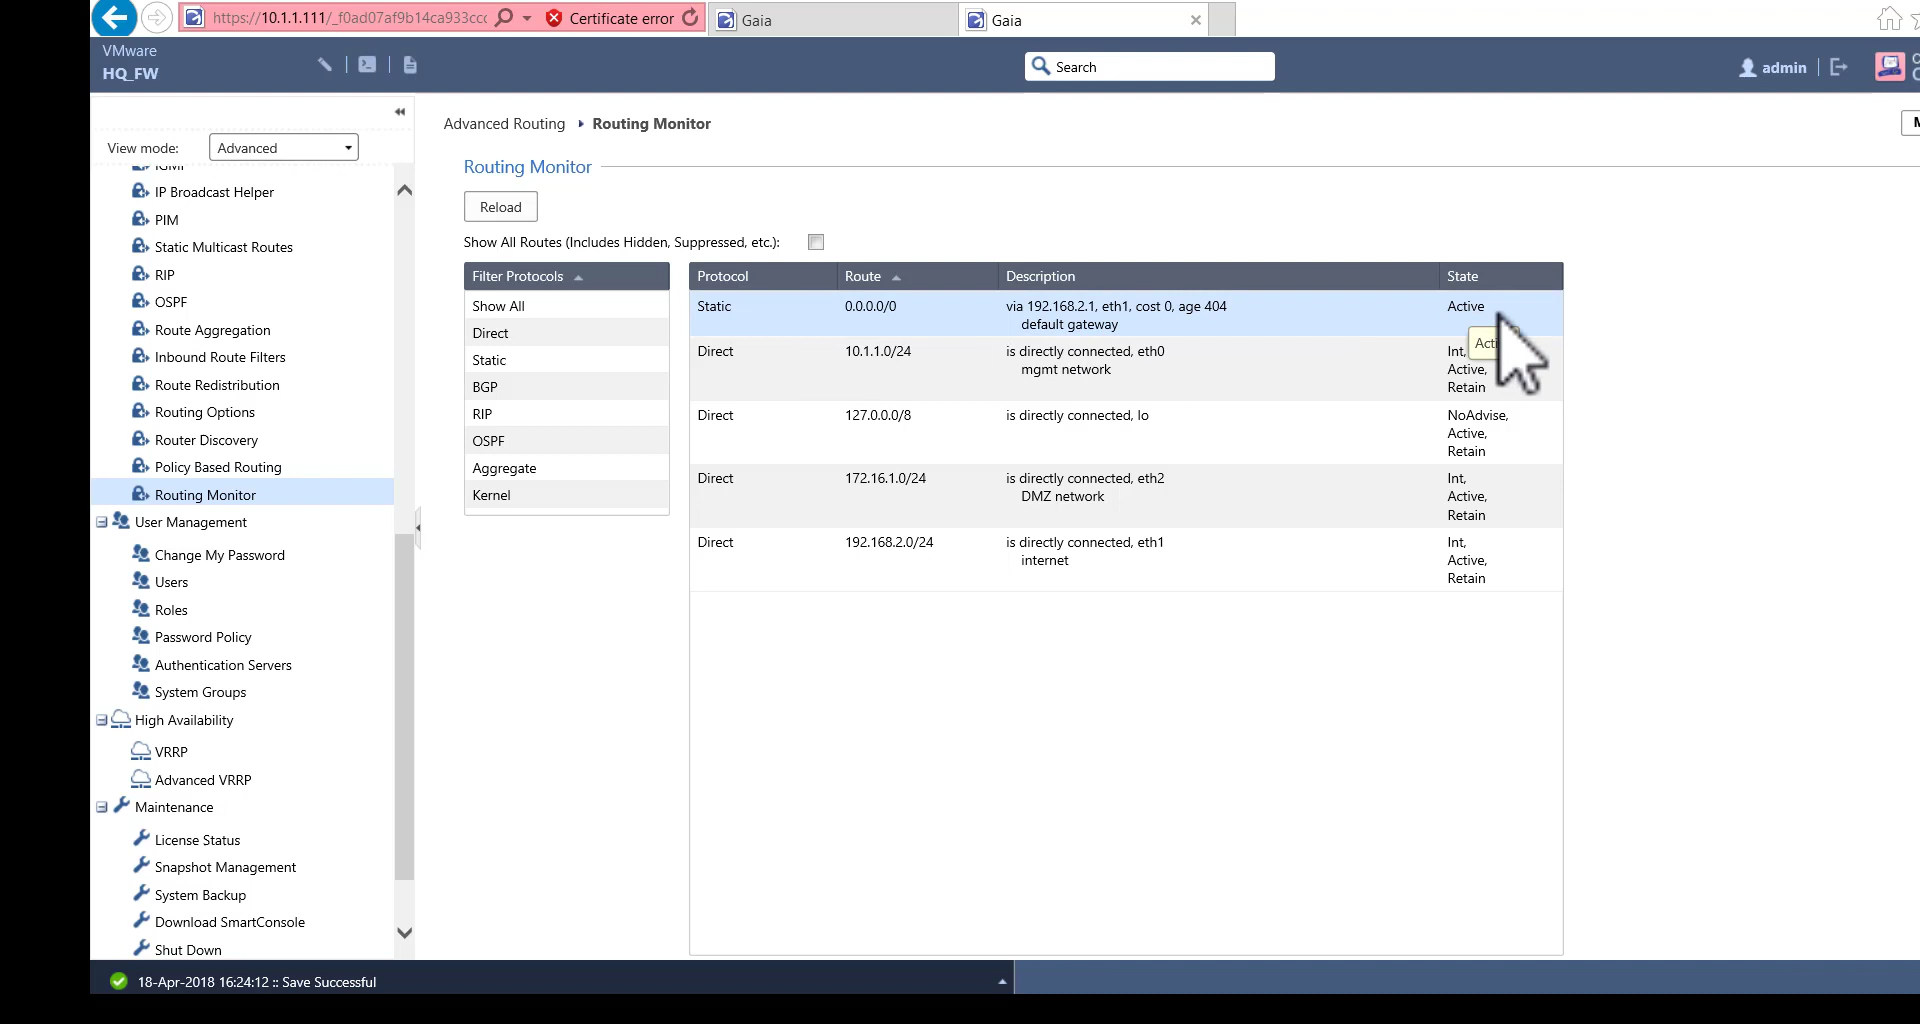 https://10.1.1.111/_f0ad07af9b14ca933ccc
Certificate error
Gaia
Gaia
VMware
HQ_FW
Search
admin
View mode:
Advanced
Advanced Routing
Routing Monitor
IP Broadcast Helper
PIM
Static Multicast Routes
RIP
OSPF
Route Aggregation
Inbound Route Filters
Route Redistribution
Routing Options
Router Discovery
Policy Based Routing
Routing Monitor
User Management
Change My Password
Users
Roles
Password Policy
Authentication Servers
System Groups
High Availability
VRRP
Advanced VRRP
Maintenance
License Status
Snapshot Management
System Backup
Download SmartConsole
Shut Down
Routing Monitor
Reload
Show All Routes (Includes Hidden, Suppressed, etc.):
Filter Protocols
Show All
Direct
Static
BGP
RIP
OSPF
Aggregate
Kernel
Protocol Route Description State
Static 0.0.0.0/0 via 192.168.2.1, eth1, cost 0, age 404 Active
default gateway
Direct 10.1.1.0/24 is directly connected, eth0 Int,
mgmt network Active,
Retain
Direct 127.0.0.0/8 is directly connected, lo NoAdvise,
Active,
Retain
Direct 172.16.1.0/24 is directly connected, eth2 Int,
DMZ network Active,
Retain
Direct 192.168.2.0/24 is directly connected, eth1 Int,
internet Active,
Retain
18-Apr-2018 16:24:12 :: Save Successful